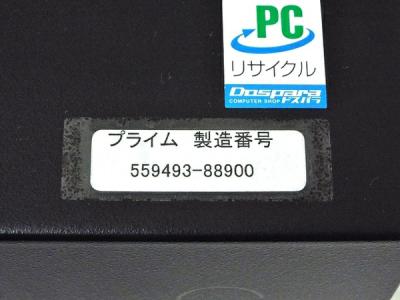 PC
リサイクル
Dospara
COMPUTER SHOP ドスパラ
プライム 製造番号
559493-88900